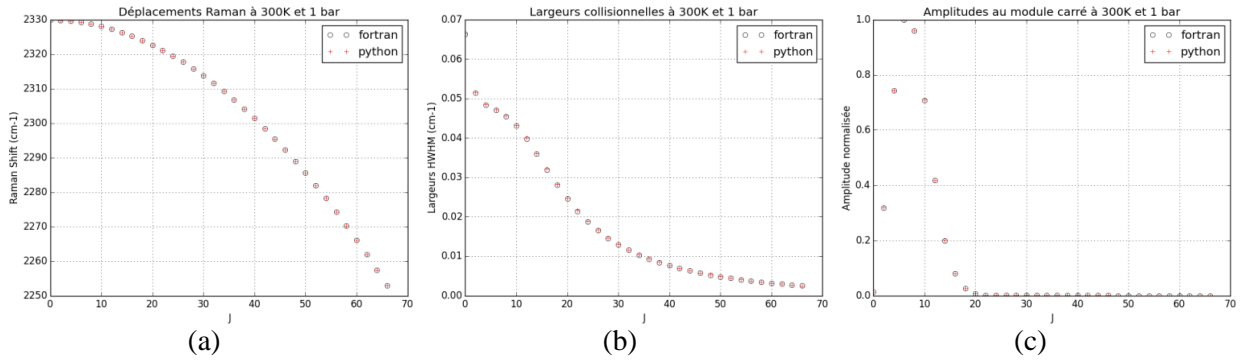 Déplacements Raman à 300K et 1 bar
2330
2320
2310
2300
2290
2280
2270
2260
2250
Raman Shift (cm-1)
0 10 20 30 40 50 60 70
J
fortran
python
(a)
Largeurs collisionnelles à 300K et 1 bar
0.07
0.06
0.05
0.04
0.03
0.02
0.01
0.00
Largeurs HWHM (cm-1)
0 10 20 30 40 50 60 70
J
fortran
python
(b)
Amplitudes au module carré à 300K et 1 bar
1.0
0.8
0.6
0.4
0.2
0.0
Amplitude normalisée
0 10 20 30 40 50 60 70
J
fortran
python
(c)